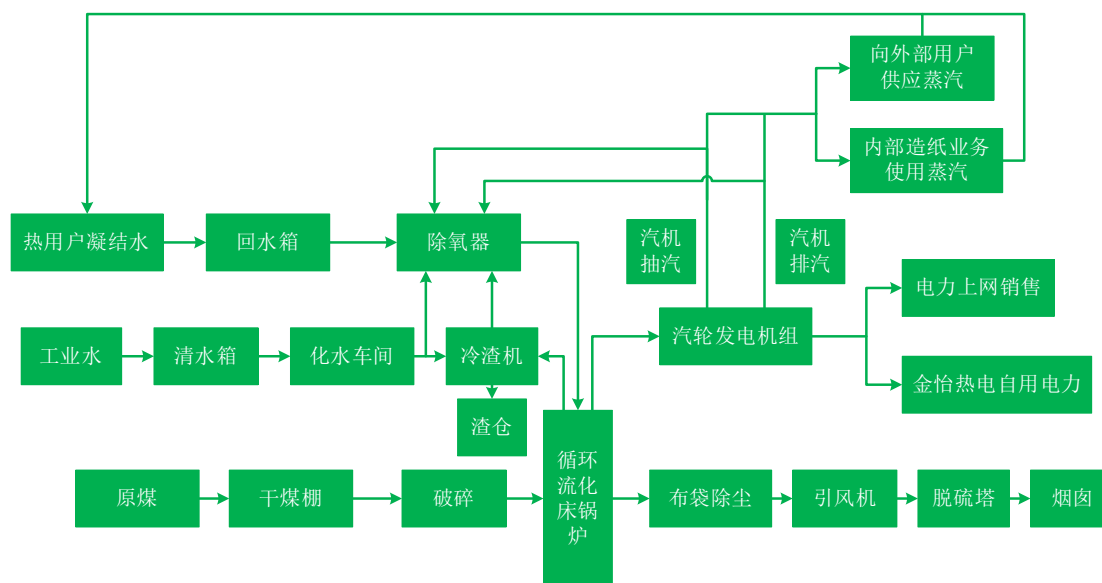 向外部用户
供应蒸汽
内部造纸业务
使用蒸汽
热用户凝结水
回水箱
除氧器
汽机
抽汽
汽机
排汽
电力上网销售
工业水
清水箱
化水车间
冷渣机
汽轮发电机组
金怡热电自用电力
渣仓
循环
流化
床锅
炉
原煤
干煤棚
破碎
布袋除尘
引风机
脱硫塔
烟囱